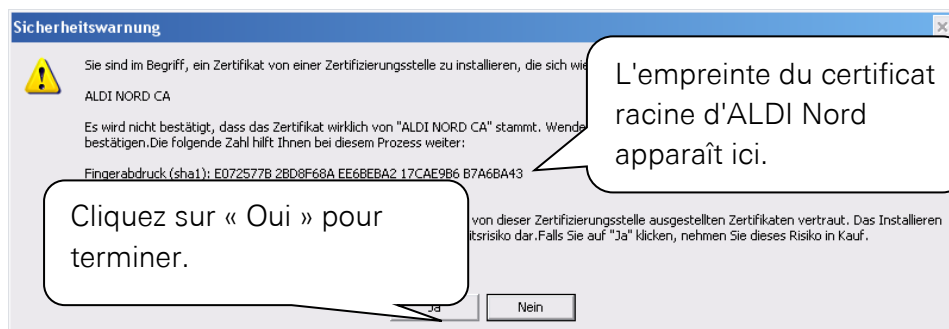 Sicherheitswarnung
Sie sind im Begriff, ein Zertifikat von einer Zertifizierungsstelle zu installieren, die sich
ALDI NORD CA
Es wird nicht bestätigt, dass das Zertifikat wirklich von "ALDI NORD CA" stammt.
bestätigen.Die folgende Zahl hilft Ihnen bei diesem Prozess weiter:
Fingerabdruck (sha1): E072577B 2BD8F68A EE6BEBA2 17CAE9B6 B7A6BA43
L'empreinte du certificat
racine d'ALDI Nord
apparaît ici.
von dieser Zertifizierungsstelle ausgestellten Zertifikaten vertraut. Das Installieren
dar.Falls Sie auf "Ja" klicken, nehmen Sie dieses Risiko in Kauf.
Cliquez sur « Oui » pour
terminer.
Ja
Nein